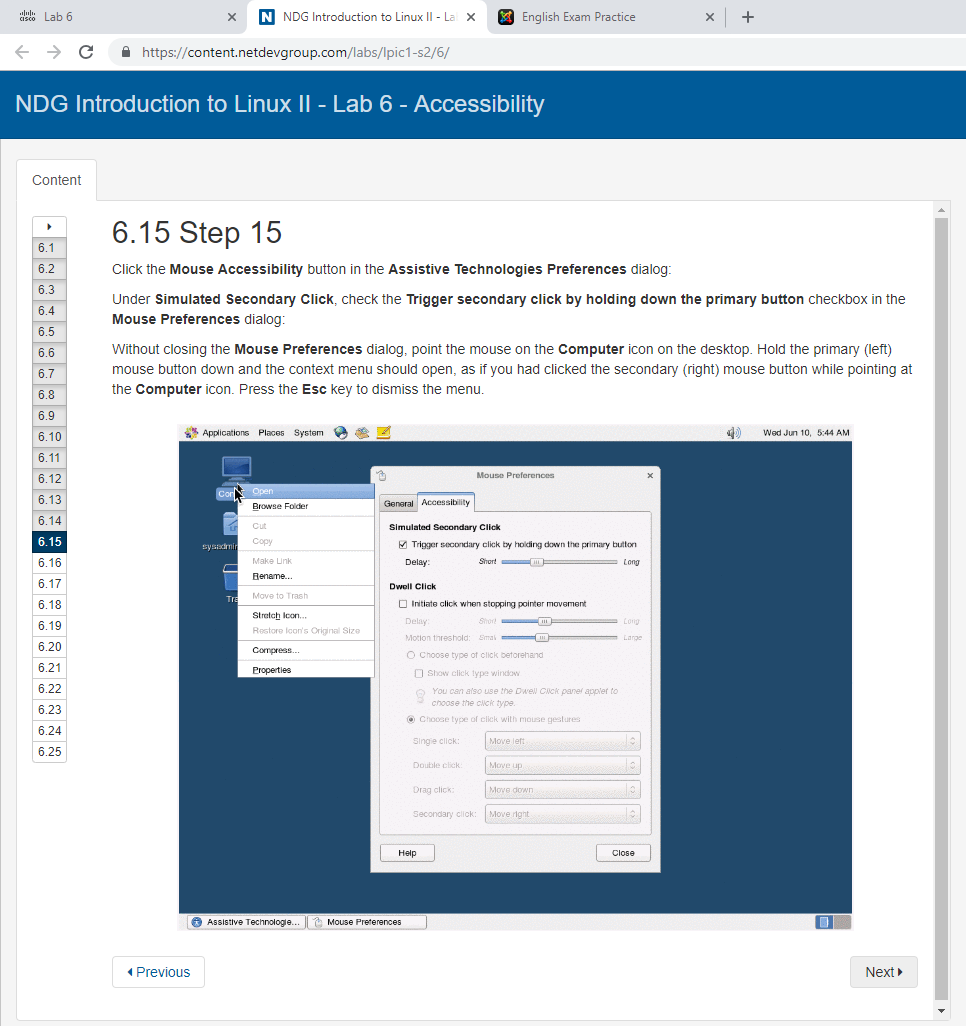 Lab 6
NDG Introduction to Linux II - La
English Exam Practice
https://content.netdevgroup.com/labs/lpic1-s2/6/
NDG Introduction to Linux II - Lab 6 - Accessibility
Content
6.1
6.2
6.3
6.4
6.5
6.6
6.7
6.8
6.9
6.10
6.11
6.12
6.13
6.14
6.15
6.16
6.17
6.18
6.19
6.20
6.21
6.22
6.23
6.24
6.25
6.15 Step 15
Click the Mouse Accessibility button in the Assistive Technologies Preferences dialog:
Under Simulated Secondary Click, check the Trigger secondary click by holding down the primary button checkbox in the
Mouse Preferences dialog:
Without closing the Mouse Preferences dialog, point the mouse on the Computer icon on the desktop. Hold the primary (left)
mouse button down and the context menu should open, as if you had clicked the secondary (right) mouse button while pointing at
the Computer icon. Press the Esc key to dismiss the menu.
Applications Places System
Wed Jun 10, 5:44 AM
Com
sysadmin
Tra
Open
Browse Folder
Cut
Copy
Make Link
Rename...
Move to Trash
Stretch Icon...
Restore Icon's Original Size
Compress...
Properties
Mouse Preferences
General Accessibility
Simulated Secondary Click
Trigger secondary click by holding down the primary button
Delay: Short Long
Dwell Click
Initiate click when stopping pointer movement
Delay: Short Long
Motion threshold: Small Large
Choose type of click beforehand
Show click type window
You can also use the Dwell Click panel applet to
choose the click type.
Choose type of click with mouse gestures
Single click: Move left
Double click: Move up
Drag click: Move down
Secondary click: Move right
Help Close
Assistive Technologie... Mouse Preferences
Previous
Next